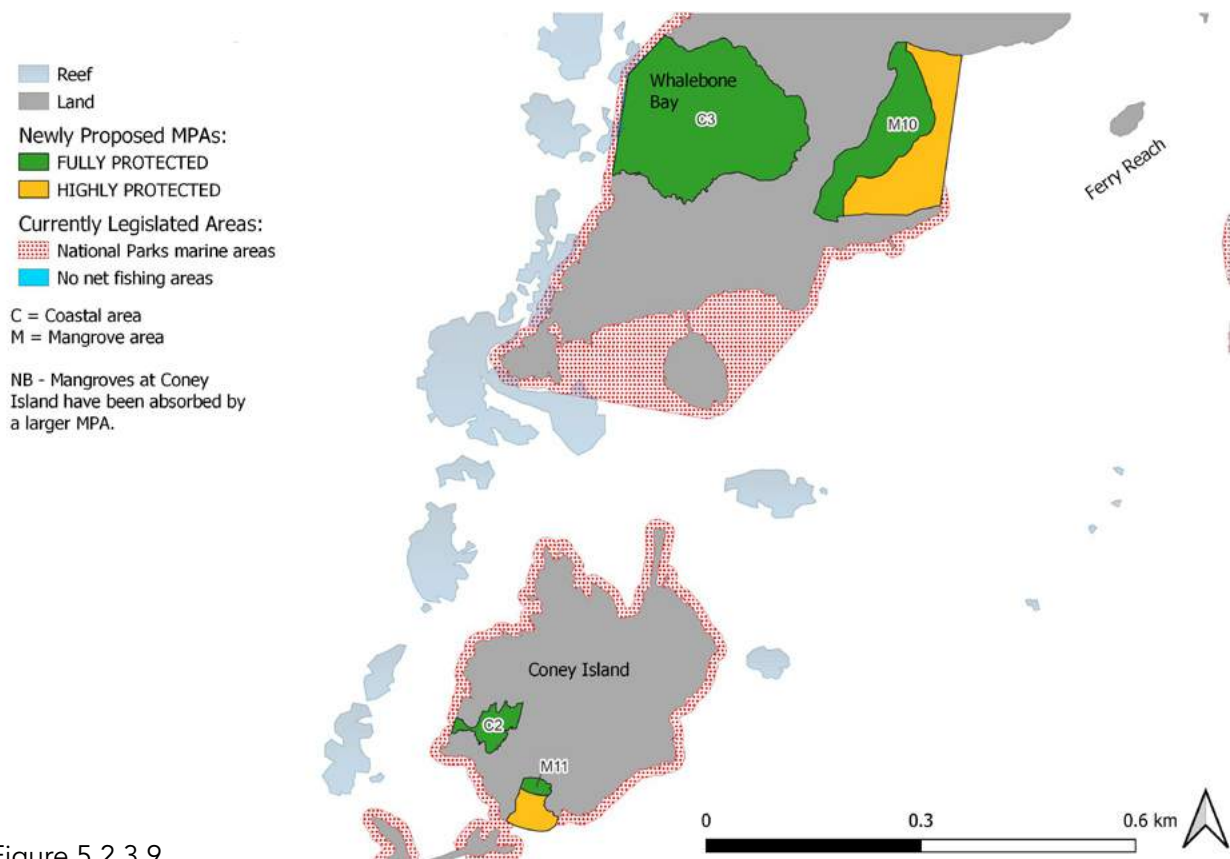 Reef
Land
Newly Proposed MPAs:
FULLY PROTECTED
HIGHLY PROTECTED
Currently Legislated Areas:
National Parks marine areas
No net fishing areas
C = Coastal area
M = Mangrove area
NB - Mangroves at Coney
Island have been absorbed by
a larger MPA.
Whalebone
Bay
C3
M10
Ferry Reach
Coney Island
C2
M11
0 0.3 0.6 km
Figure 5.2.3.9